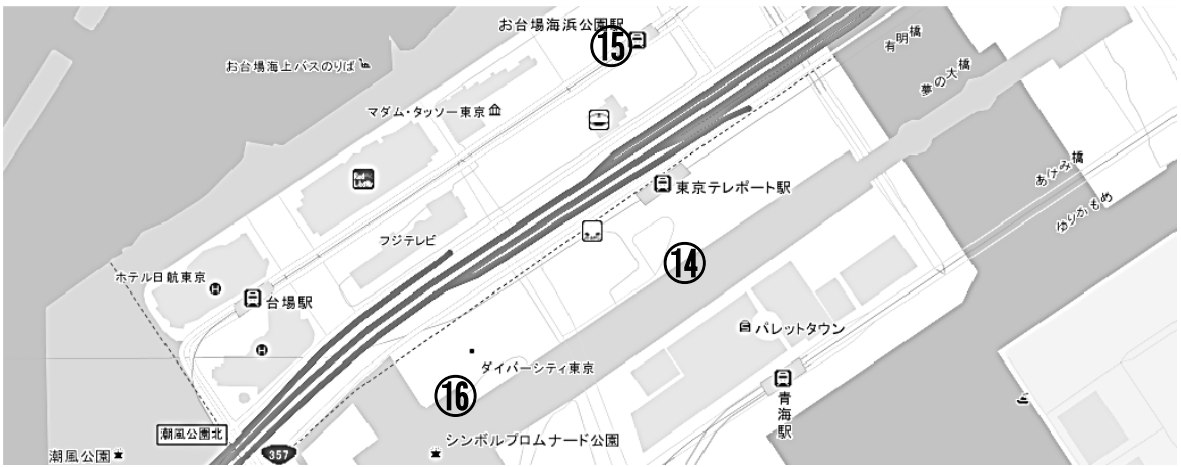 お台場海浜公園駅
⑮
有明橋
夢の大橋
お台場海上バスのりば
マダム・タッソー東京
あけみ橋
東京テレポート駅
ゆりかもめ
フジテレビ
⑭
ホテル日航東京
H
台場駅
パレットタウン
H
ダイバーシティ東京
⑯
青海駅
潮風公園北
シンボルプロムナード公園
潮風公園
357